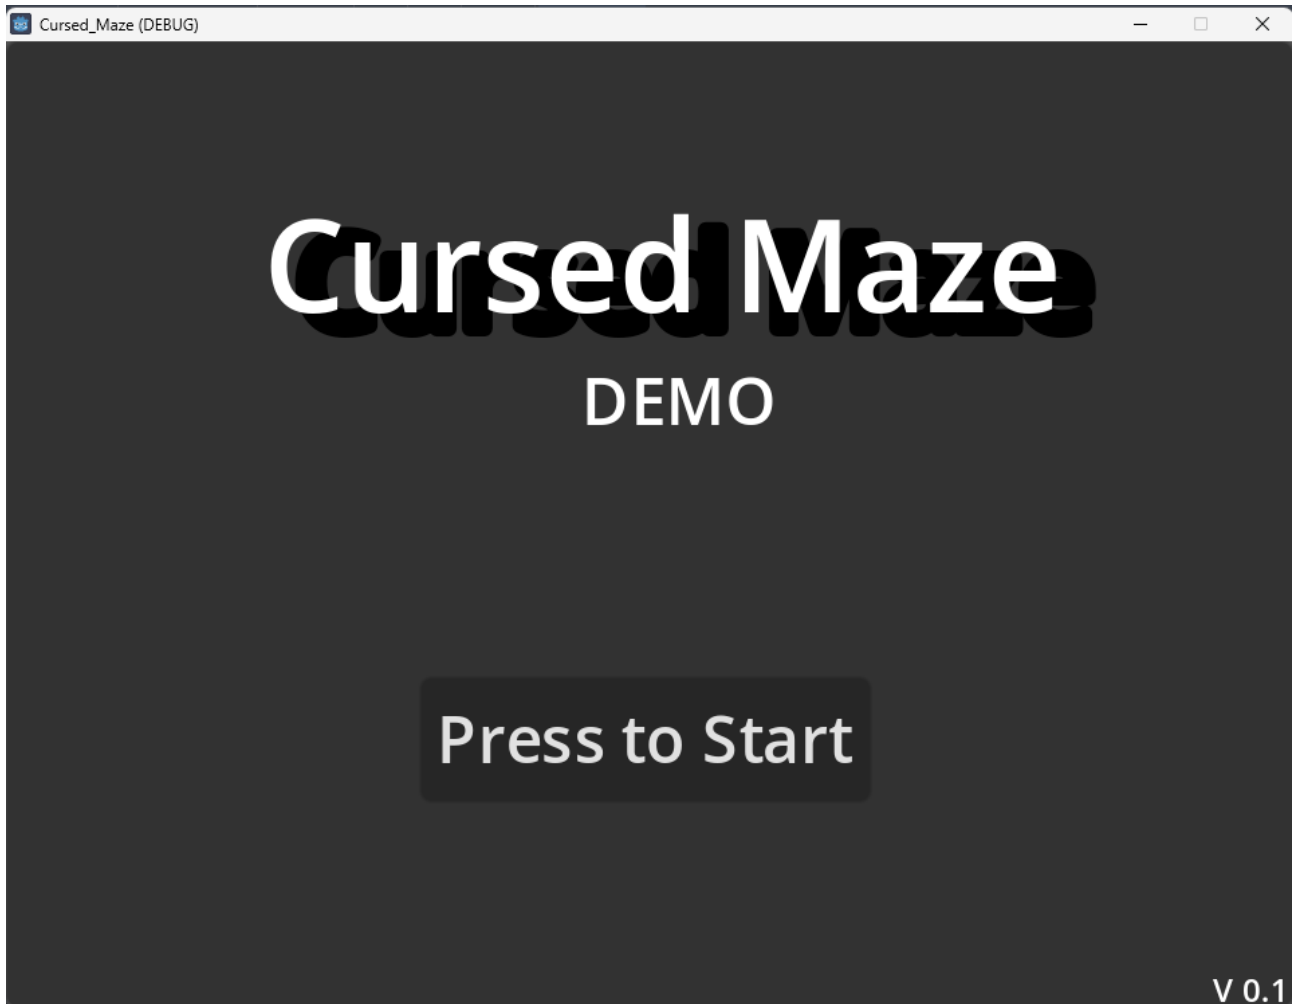 Cursed_Maze (DEBUG)
Cursed Maze
DEMO
Press to Start
V 0.1